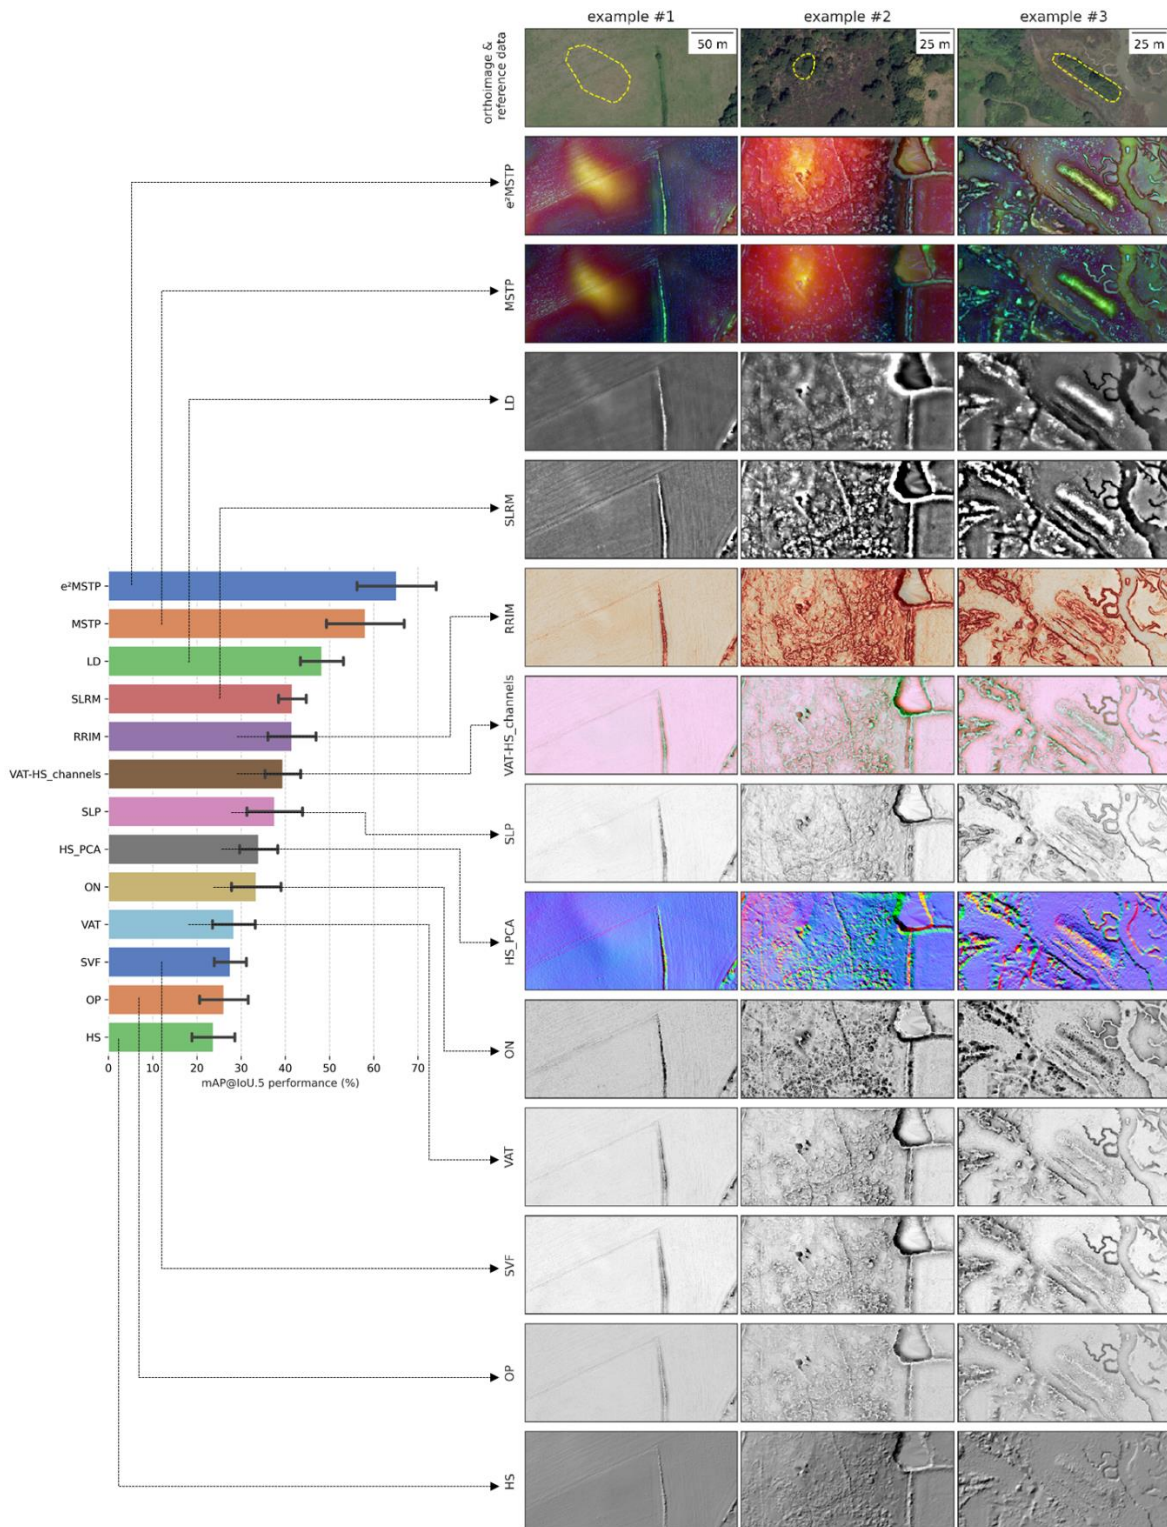 example #1
example #2
example #3
orthoimage &
reference data
50 m
25 m
25 m
e²MSTP
MSTP
LD
SLRM
RRIM
VAT-HS_channels
SLP
HS_PCA
ON
VAT
SVF
OP
HS
e²MSTP
MSTP
LD
SLRM
RRIM
VAT-HS_channels
SLP
HS_PCA
ON
VAT
SVF
OP
HS
0 10 20 30 40 50 60 70
mAP@IoU.5 performance (%)